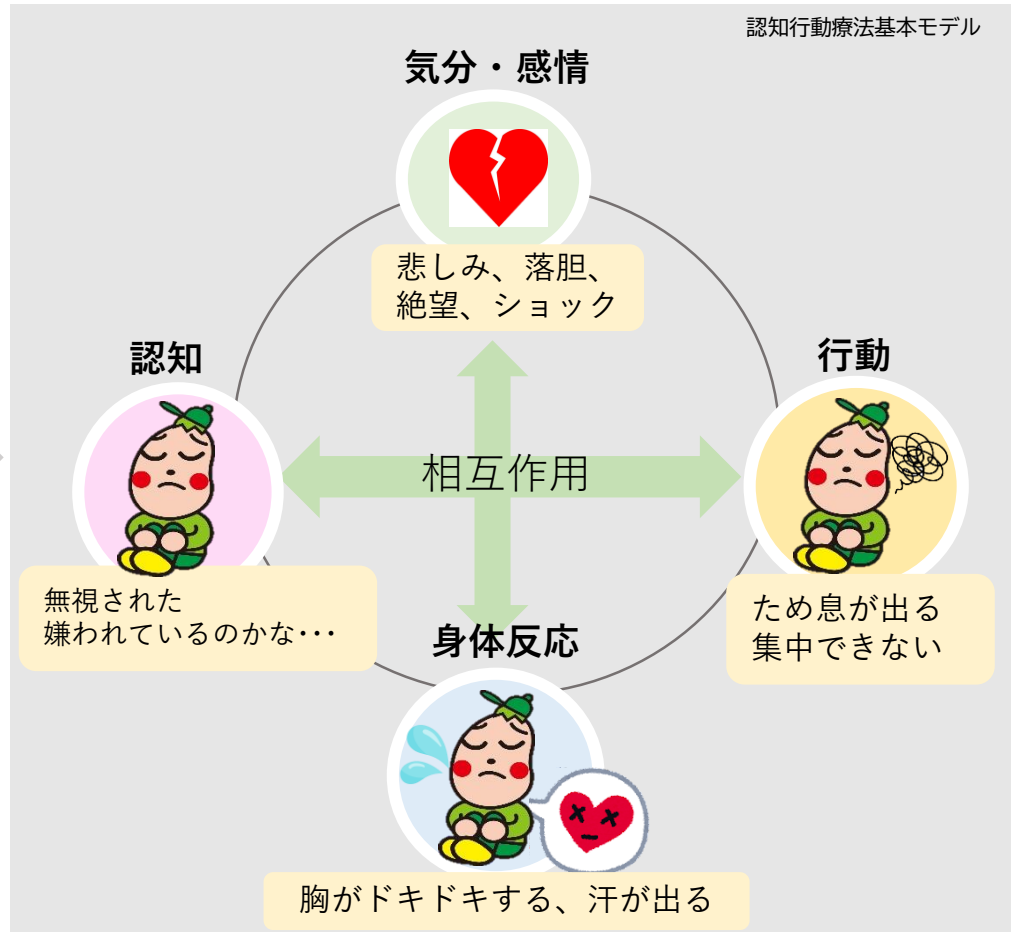 認知行動療法基本モデル
気分・感情
悲しみ、落胆、
絶望、ショック
認知
行動
相互作用
無視された
嫌われているのかな･･･
ため息が出る
集中できない
身体反応
胸がドキドキする、汗が出る